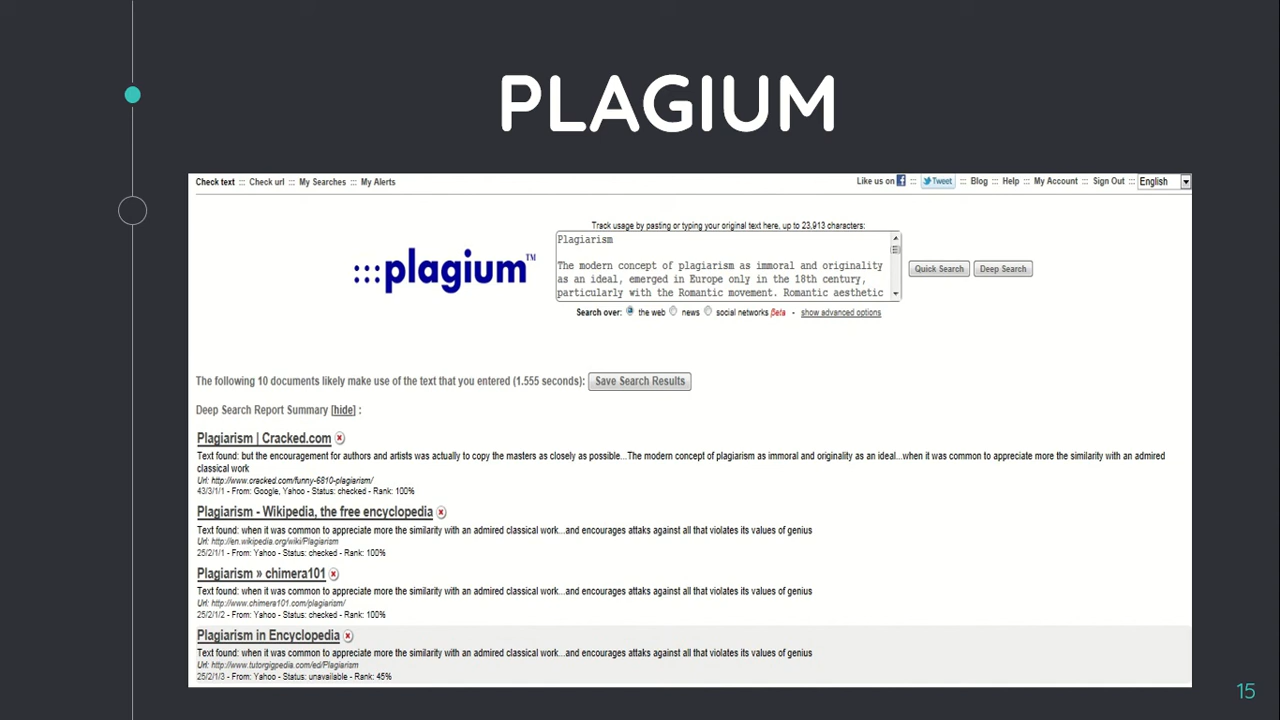 PLAGIUM
Check text ::: Check url ::: My Searches ::: My Alerts
Like us on ::: Tweet ::: Blog ::: Help ::: My Account ::: Sign Out ::: English
Track usage by pasting or typing your original text here, up to 23,913 characters:
:::plagium™
Plagiarism
The modern concept of plagiarism as immoral and originality
as an ideal, emerged in Europe only in the 18th century,
particularly with the Romantic movement. Romantic aesthetic
Quick Search Deep Search
Search over: the web news social networks βeta - show advanced options
The following 10 documents likely make use of the text that you entered (1.555 seconds): Save Search Results
Deep Search Report Summary [hide] :
Plagiarism | Cracked.com
Text found: but the encouragement for authors and artists was actually to copy the masters as closely as possible...The modern concept of plagiarism as immoral and originality as an ideal...when it was common to appreciate more the similarity with an admired
classical work
Url: http://www.cracked.com/funny-6810-plagiarism/
43/3/1/1 - From: Google, Yahoo - Status: checked - Rank: 100%
Plagiarism - Wikipedia, the free encyclopedia
Text found: when it was common to appreciate more the similarity with an admired classical work...and encourages attaks against all that violates its values of genius
Url: http://en.wikipedia.org/wiki/Plagiarism
25/2/1/1 - From: Yahoo - Status: checked - Rank: 100%
Plagiarism » chimera101
Text found: when it was common to appreciate more the similarity with an admired classical work...and encourages attaks against all that violates its values of genius
Url: http://www.chimera101.com/plagiarism/
25/2/1/2 - From: Yahoo - Status: checked - Rank: 100%
Plagiarism in Encyclopedia
Text found: when it was common to appreciate more the similarity with an admired classical work...and encourages attaks against all that violates its values of genius
Url: http://www.tutorgigpedia.com/ed/Plagiarism
25/2/1/3 - From: Yahoo - Status: unavailable - Rank: 45%
15